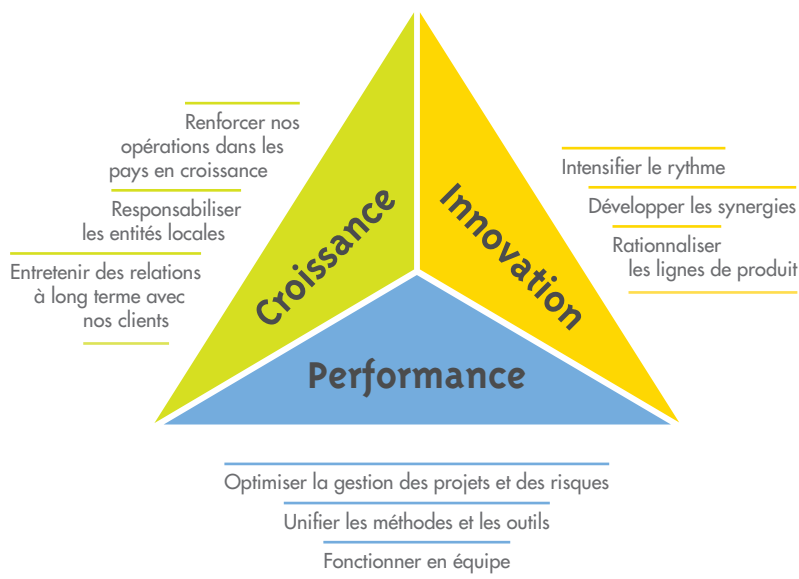 Renforcer nos
opérations dans les
pays en croissance
Responsabiliser
les entités locales
Entretenir des relations
à long terme avec
nos clients
Croissance
Innovation
Intensifier le rythme
Développer les synergies
Rationnaliser
les lignes de produit
Performance
Optimiser la gestion des projets et des risques
Unifier les méthodes et les outils
Fonctionner en équipe